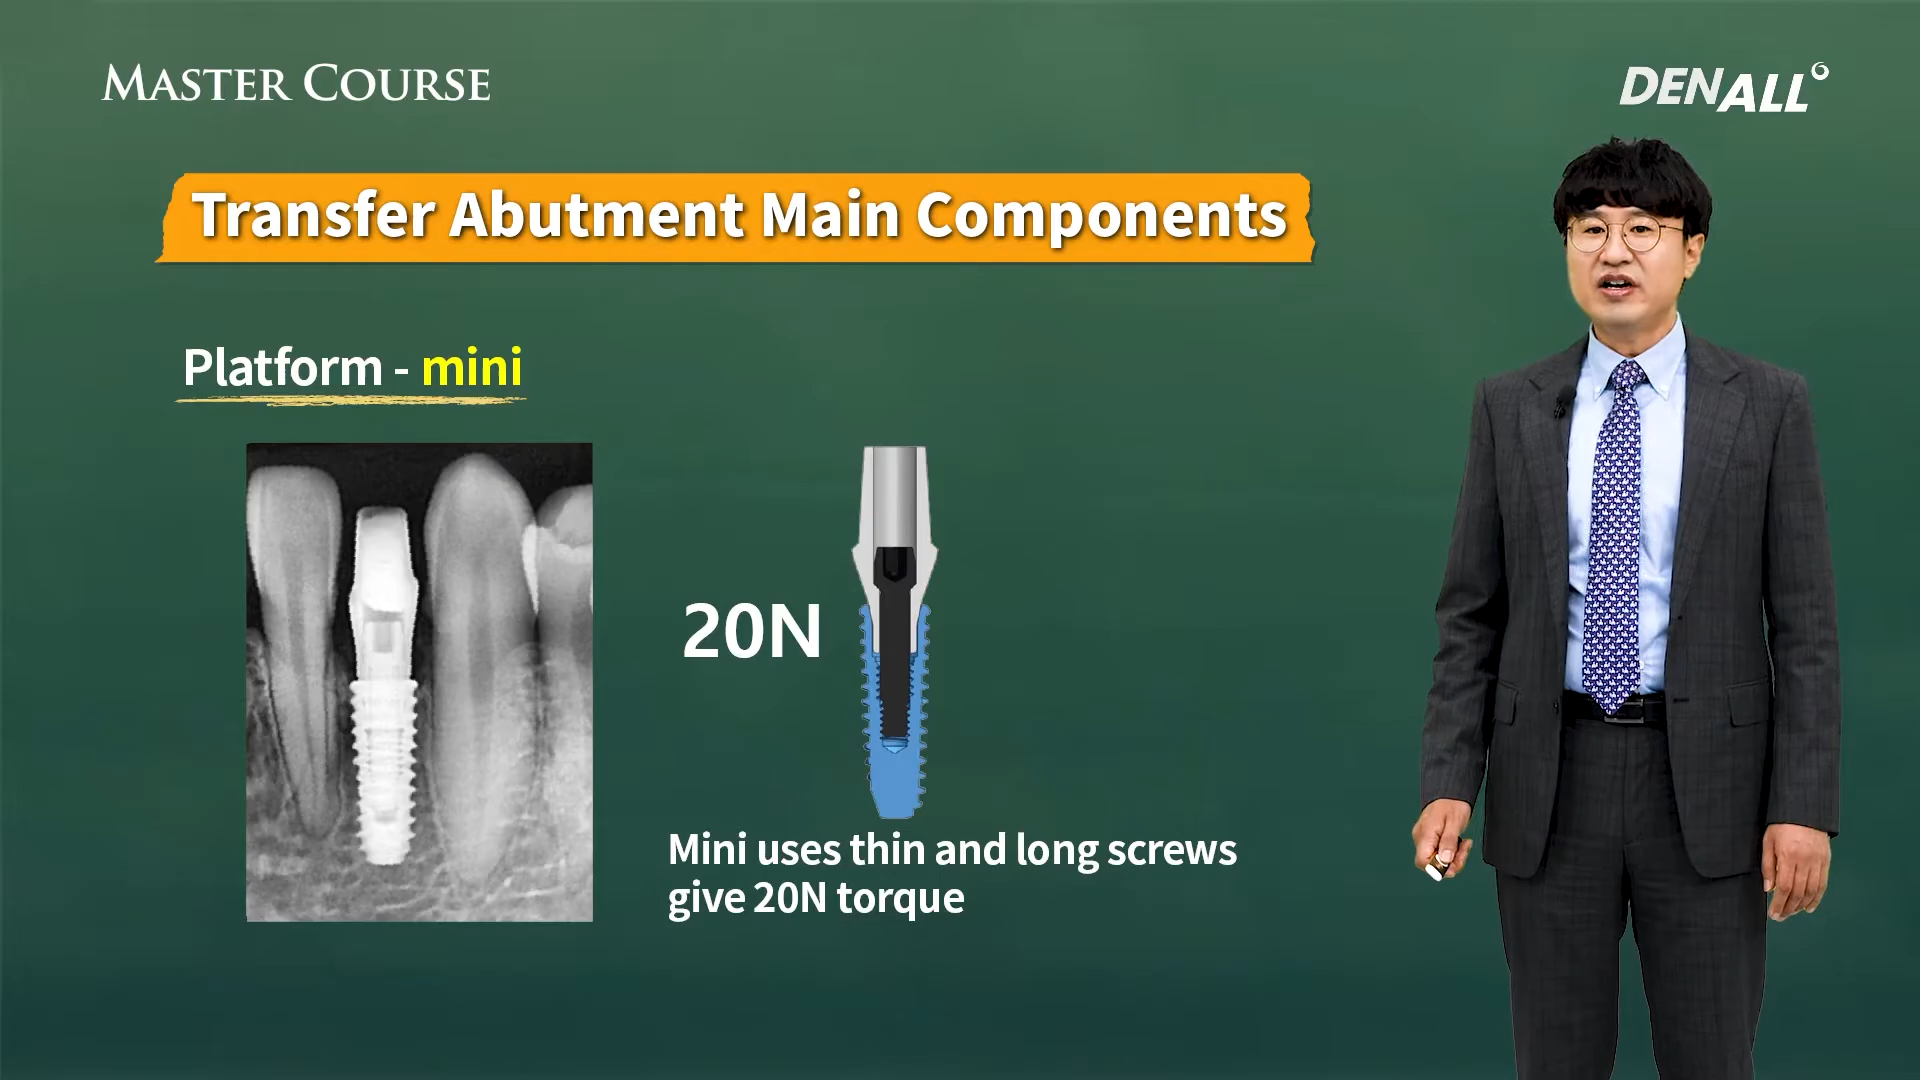 MASTER COURSE
DENALL
Transfer Abutment Main Components
Platform - mini
20N
Mini uses thin and long screws
give 20N torque